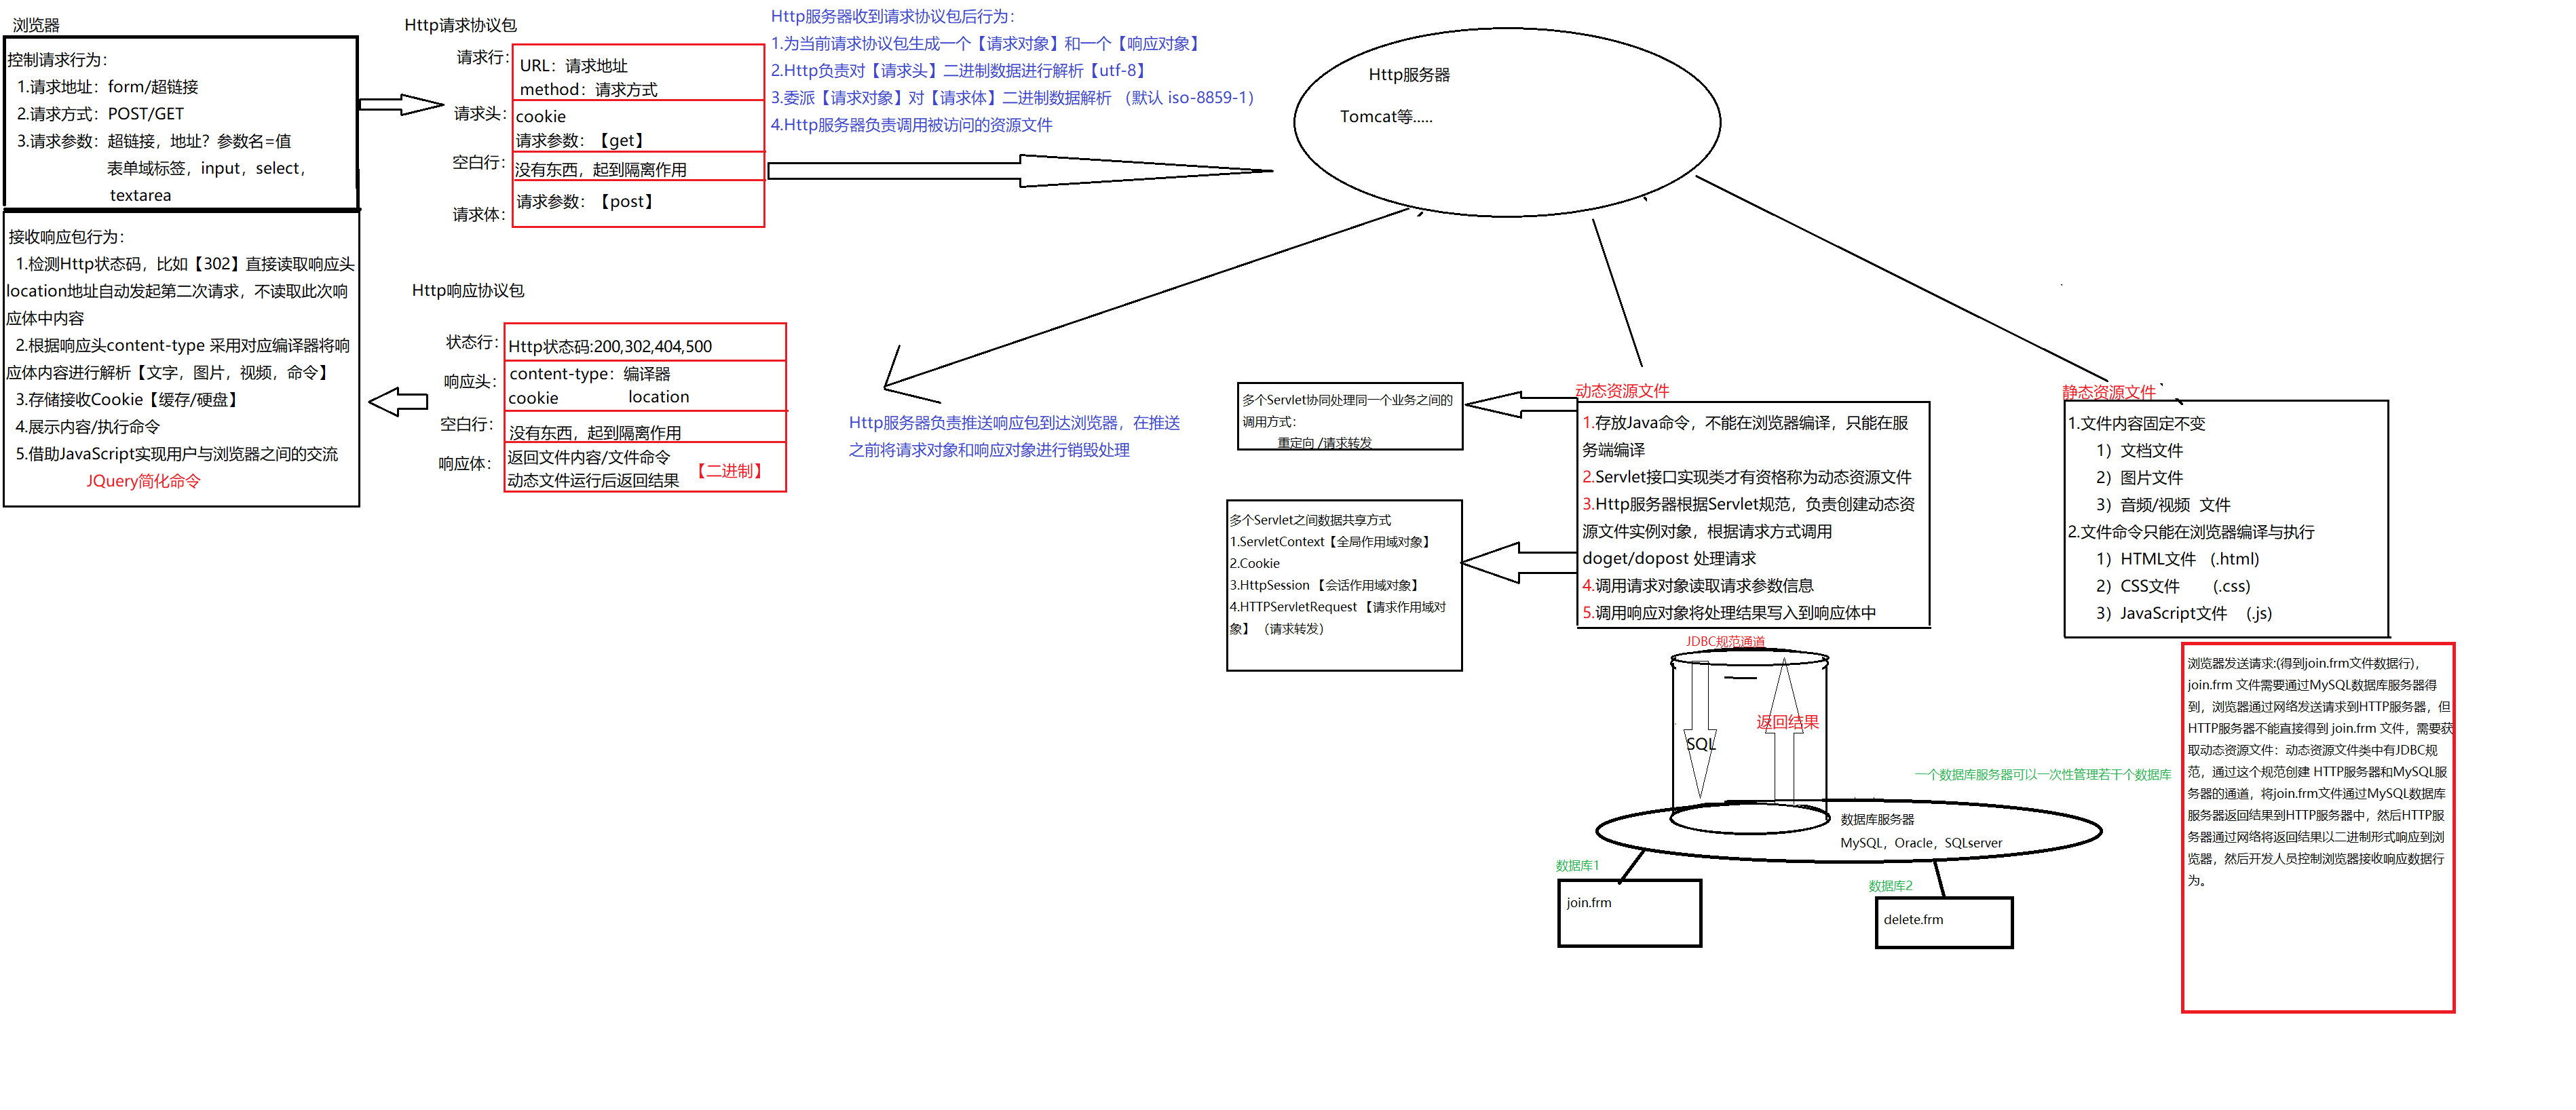 浏览器
控制请求行为：
1.请求地址：form/超链接
2.请求方式：POST/GET
3.请求参数：超链接，地址？参数名=值
表单域标签，input，select，
textarea
接收响应包行为：
1.检测Http状态码，比如【302】直接读取响应头
location地址自动发起第二次请求，不读取此次响
应体中内容
2.根据响应头content-type 采用对应编译器将响
应体内容进行解析【文字，图片，视频，命令】
3.存储接收Cookie【缓存/硬盘】
4.展示内容/执行命令
5.借助JavaScript实现用户与浏览器之间的交流
JQuery简化命令
Http请求协议包
请求行：
URL：请求地址
method：请求方式
请求头：
cookie
请求参数：【get】
空白行：
没有东西，起到隔离作用
请求体：
请求参数：【post】
Http响应协议包
状态行：
Http状态码:200,302,404,500
响应头：
content-type：编译器
cookie location
空白行：
没有东西，起到隔离作用
响应体：
返回文件内容/文件命令
动态文件运行后返回结果
【二进制】
Http服务器收到请求协议包后行为：
1.为当前请求协议包生成一个【请求对象】和一个【响应对象】
2.Http负责对【请求头】二进制数据进行解析【utf-8】
3.委派【请求对象】对【请求体】二进制数据解析 （默认 iso-8859-1）
4.Http服务器负责调用被访问的资源文件
Http服务器
Tomcat等.....
Http服务器负责推送响应包到达浏览器，在推送
之前将请求对象和响应对象进行销毁处理
多个Servlet协同处理同一个业务之间的
调用方式：
重定向 /请求转发
多个Servlet之间数据共享方式
1.ServletContext【全局作用域对象】
2.Cookie
3.HttpSession 【会话作用域对象】
4.HTTPServletRequest 【请求作用域对
象】 （请求转发）
动态资源文件
1.存放Java命令，不能在浏览器编译，只能在服
务端编译
2.Servlet接口实现类才有资格称为动态资源文件
3.Http服务器根据Servlet规范，负责创建动态资
源文件实例对象，根据请求方式调用
doget/dopost 处理请求
4.调用请求对象读取请求参数信息
5.调用响应对象将处理结果写入到响应体中
静态资源文件
1.文件内容固定不变
1）文档文件
2）图片文件
3）音频/视频 文件
2.文件命令只能在浏览器编译与执行
1）HTML文件 (.html)
2）CSS文件 (.css)
3）JavaScript文件 (.js)
JDBC规范通道
SQL
返回结果
一个数据库服务器可以一次性管理若干个数据库
数据库服务器
MySQL，Oracle，SQLserver
数据库1
join.frm
数据库2
delete.frm
浏览器发送请求:(得到join.frm文件数据行)，
join.frm 文件需要通过MySQL数据库服务器得
到，浏览器通过网络发送请求到HTTP服务器，但
HTTP服务器不能直接得到 join.frm 文件，需要获
取动态资源文件：动态资源文件类中有JDBC规
范，通过这个规范创建 HTTP服务器和MySQL服
务器的通道，将join.frm文件通过MySQL数据库
服务器返回结果到HTTP服务器中，然后HTTP服
务器通过网络将返回结果以二进制形式响应到浏
览器，然后开发人员控制浏览器接收响应数据行
为。